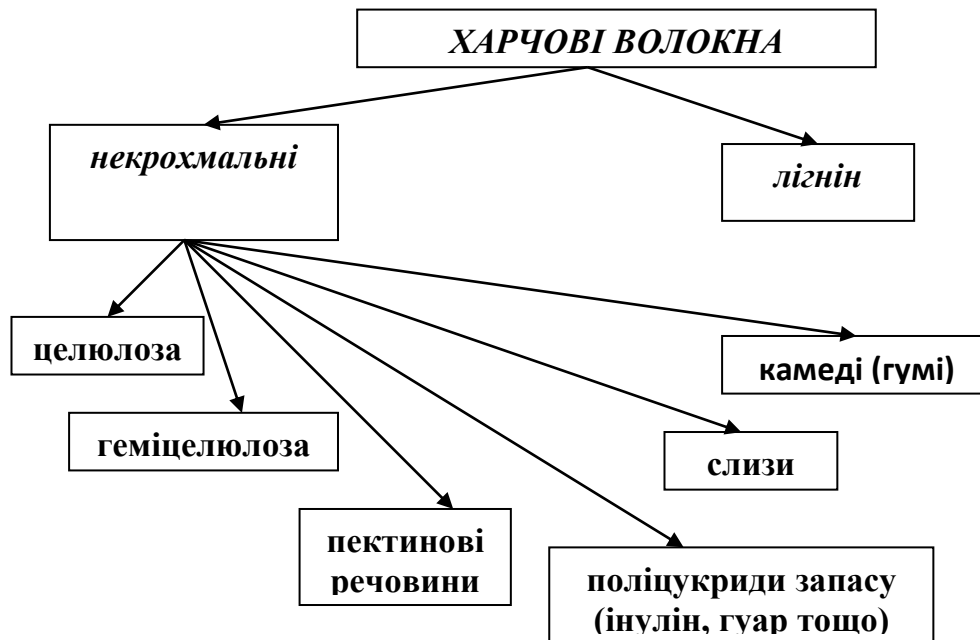 ХАРЧОВІ ВОЛОКНА
некрохмальні
лігнін
целюлоза
камеді (гумі)
геміцелюлоза
слизи
пектинові
речовини
поліцукриди запасу
(інулін, гуар тощо)